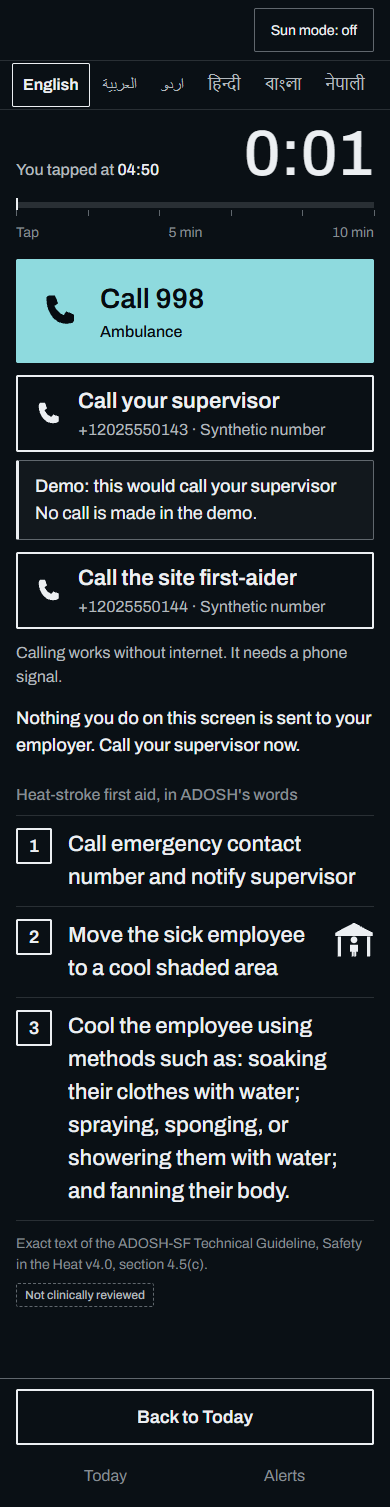 Sun mode: off
English
العربية
اردو
हिन्दी
বাংলা
नेपाली
You tapped at 04:50
0:01
Tap
5 min
10 min
Call 998
Ambulance
Call your supervisor
+12025550143 · Synthetic number
Demo: this would call your supervisor
No call is made in the demo.
Call the site first-aider
+12025550144 · Synthetic number
Calling works without internet. It needs a phone
signal.
Nothing you do on this screen is sent to your
employer. Call your supervisor now.
Heat-stroke first aid, in ADOSH's words
1
Call emergency contact
number and notify supervisor
2
Move the sick employee
to a cool shaded area
3
Cool the employee using
methods such as: soaking
their clothes with water;
spraying, sponging, or
showering them with water;
and fanning their body.
Exact text of the ADOSH-SF Technical Guideline, Safety
in the Heat v4.0, section 4.5(c).
Not clinically reviewed
Back to Today
Today
Alerts